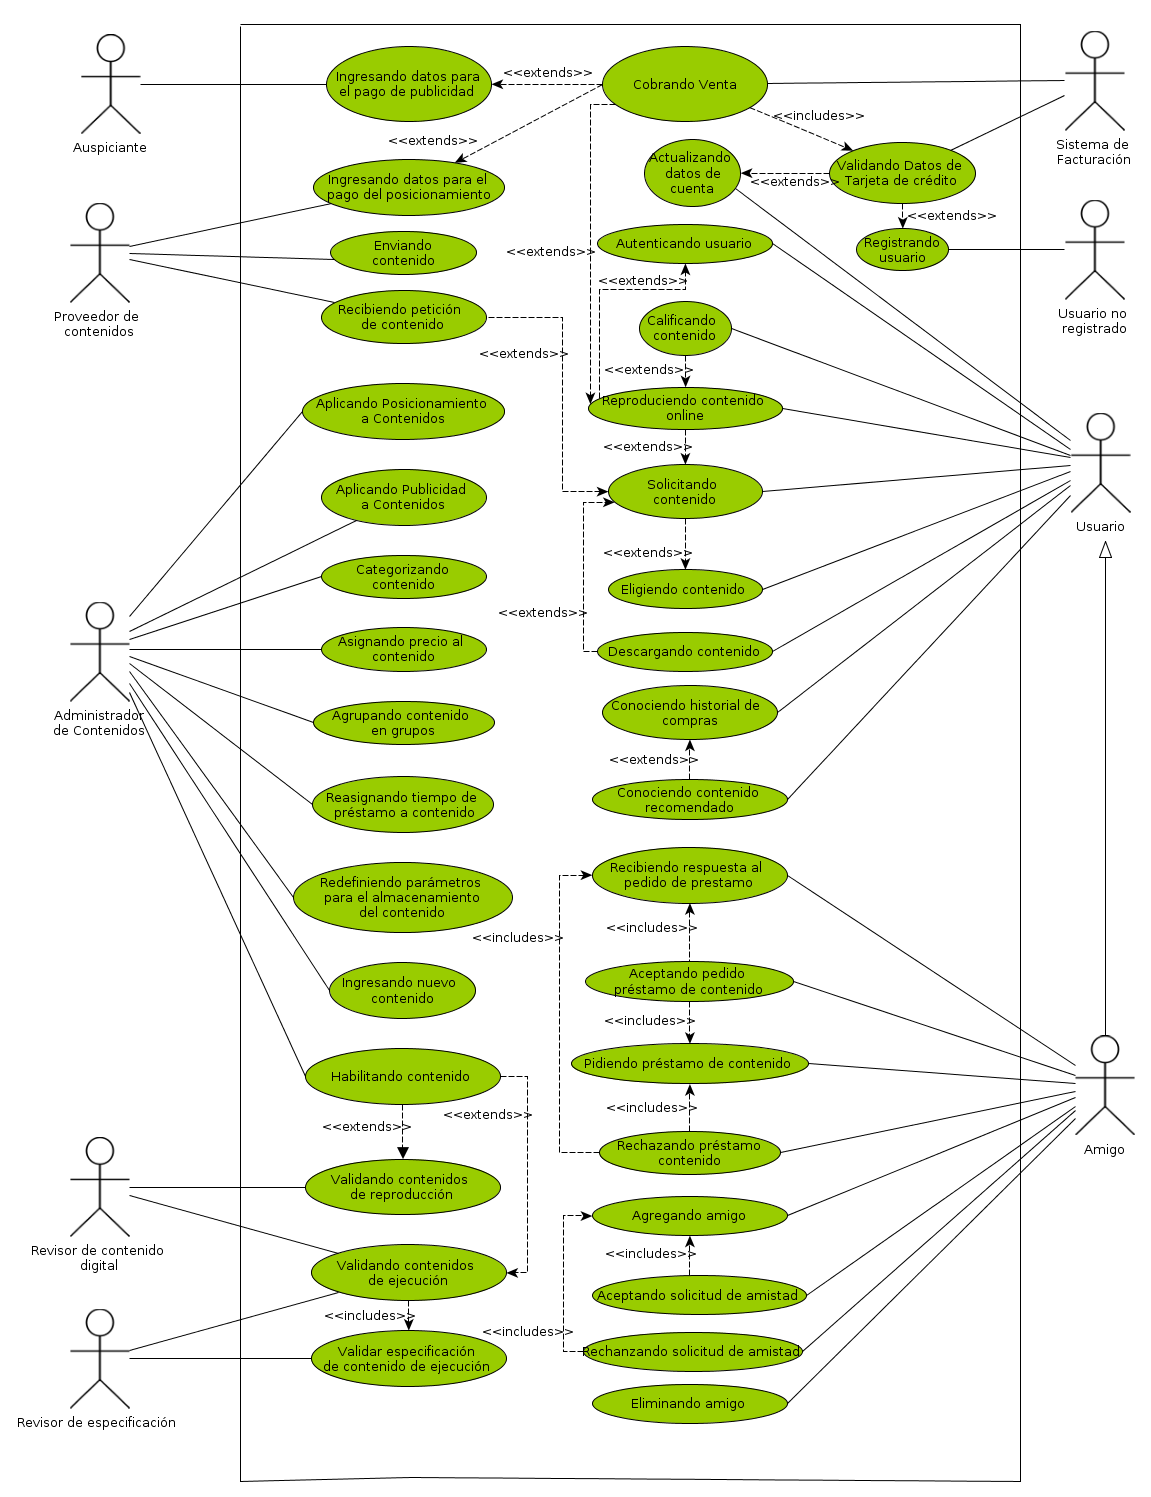 Auspiciante
Proveedor de
contenidos
Administrador
de Contenidos
Revisor de contenido
digital
Revisor de especificación
Ingresando datos para
el pago de publicidad
<<extends>>
Cobrando Venta
<<extends>>
<<includes>>
Ingresando datos para el
pago del posicionamiento
Actualizando
datos de
cuenta
<<extends>>
Validando Datos de
Tarjeta de crédito
<<extends>>
Enviando
contenido
<<extends>>
Autenticando usuario
Registrando
usuario
<<extends>>
Recibiendo petición
de contenido
Calificando
contenido
<<extends>>
<<extends>>
Aplicando Posicionamiento
a Contenidos
Reproduciendo contenido
online
<<extends>>
Aplicando Publicidad
a Contenidos
Solicitando
contenido
<<extends>>
Categorizando
contenido
Eligiendo contenido
<<extends>>
Asignando precio al
contenido
Descargando contenido
Agrupando contenido
en grupos
Conociendo historial de
compras
<<extends>>
Reasignando tiempo de
préstamo a contenido
Conociendo contenido
recomendado
Redefiniendo parámetros
para el almacenamiento
del contenido
Recibiendo respuesta al
pedido de prestamo
<<includes>>
<<includes>>
Ingresando nuevo
contenido
Aceptando pedido
préstamo de contenido
<<includes>>
Habilitando contenido
Pidiendo préstamo de contenido
<<extends>>
<<extends>>
<<includes>>
Rechazando préstamo
contenido
Validando contenidos
de reproducción
Agregando amigo
<<includes>>
Validando contenidos
de ejecución
Aceptando solicitud de amistad
<<includes>>
<<includes>>
Validar especificación
de contenido de ejecución
Rechanzando solicitud de amistad
Eliminando amigo
Sistema de
Facturación
Usuario no
registrado
Usuario
Amigo